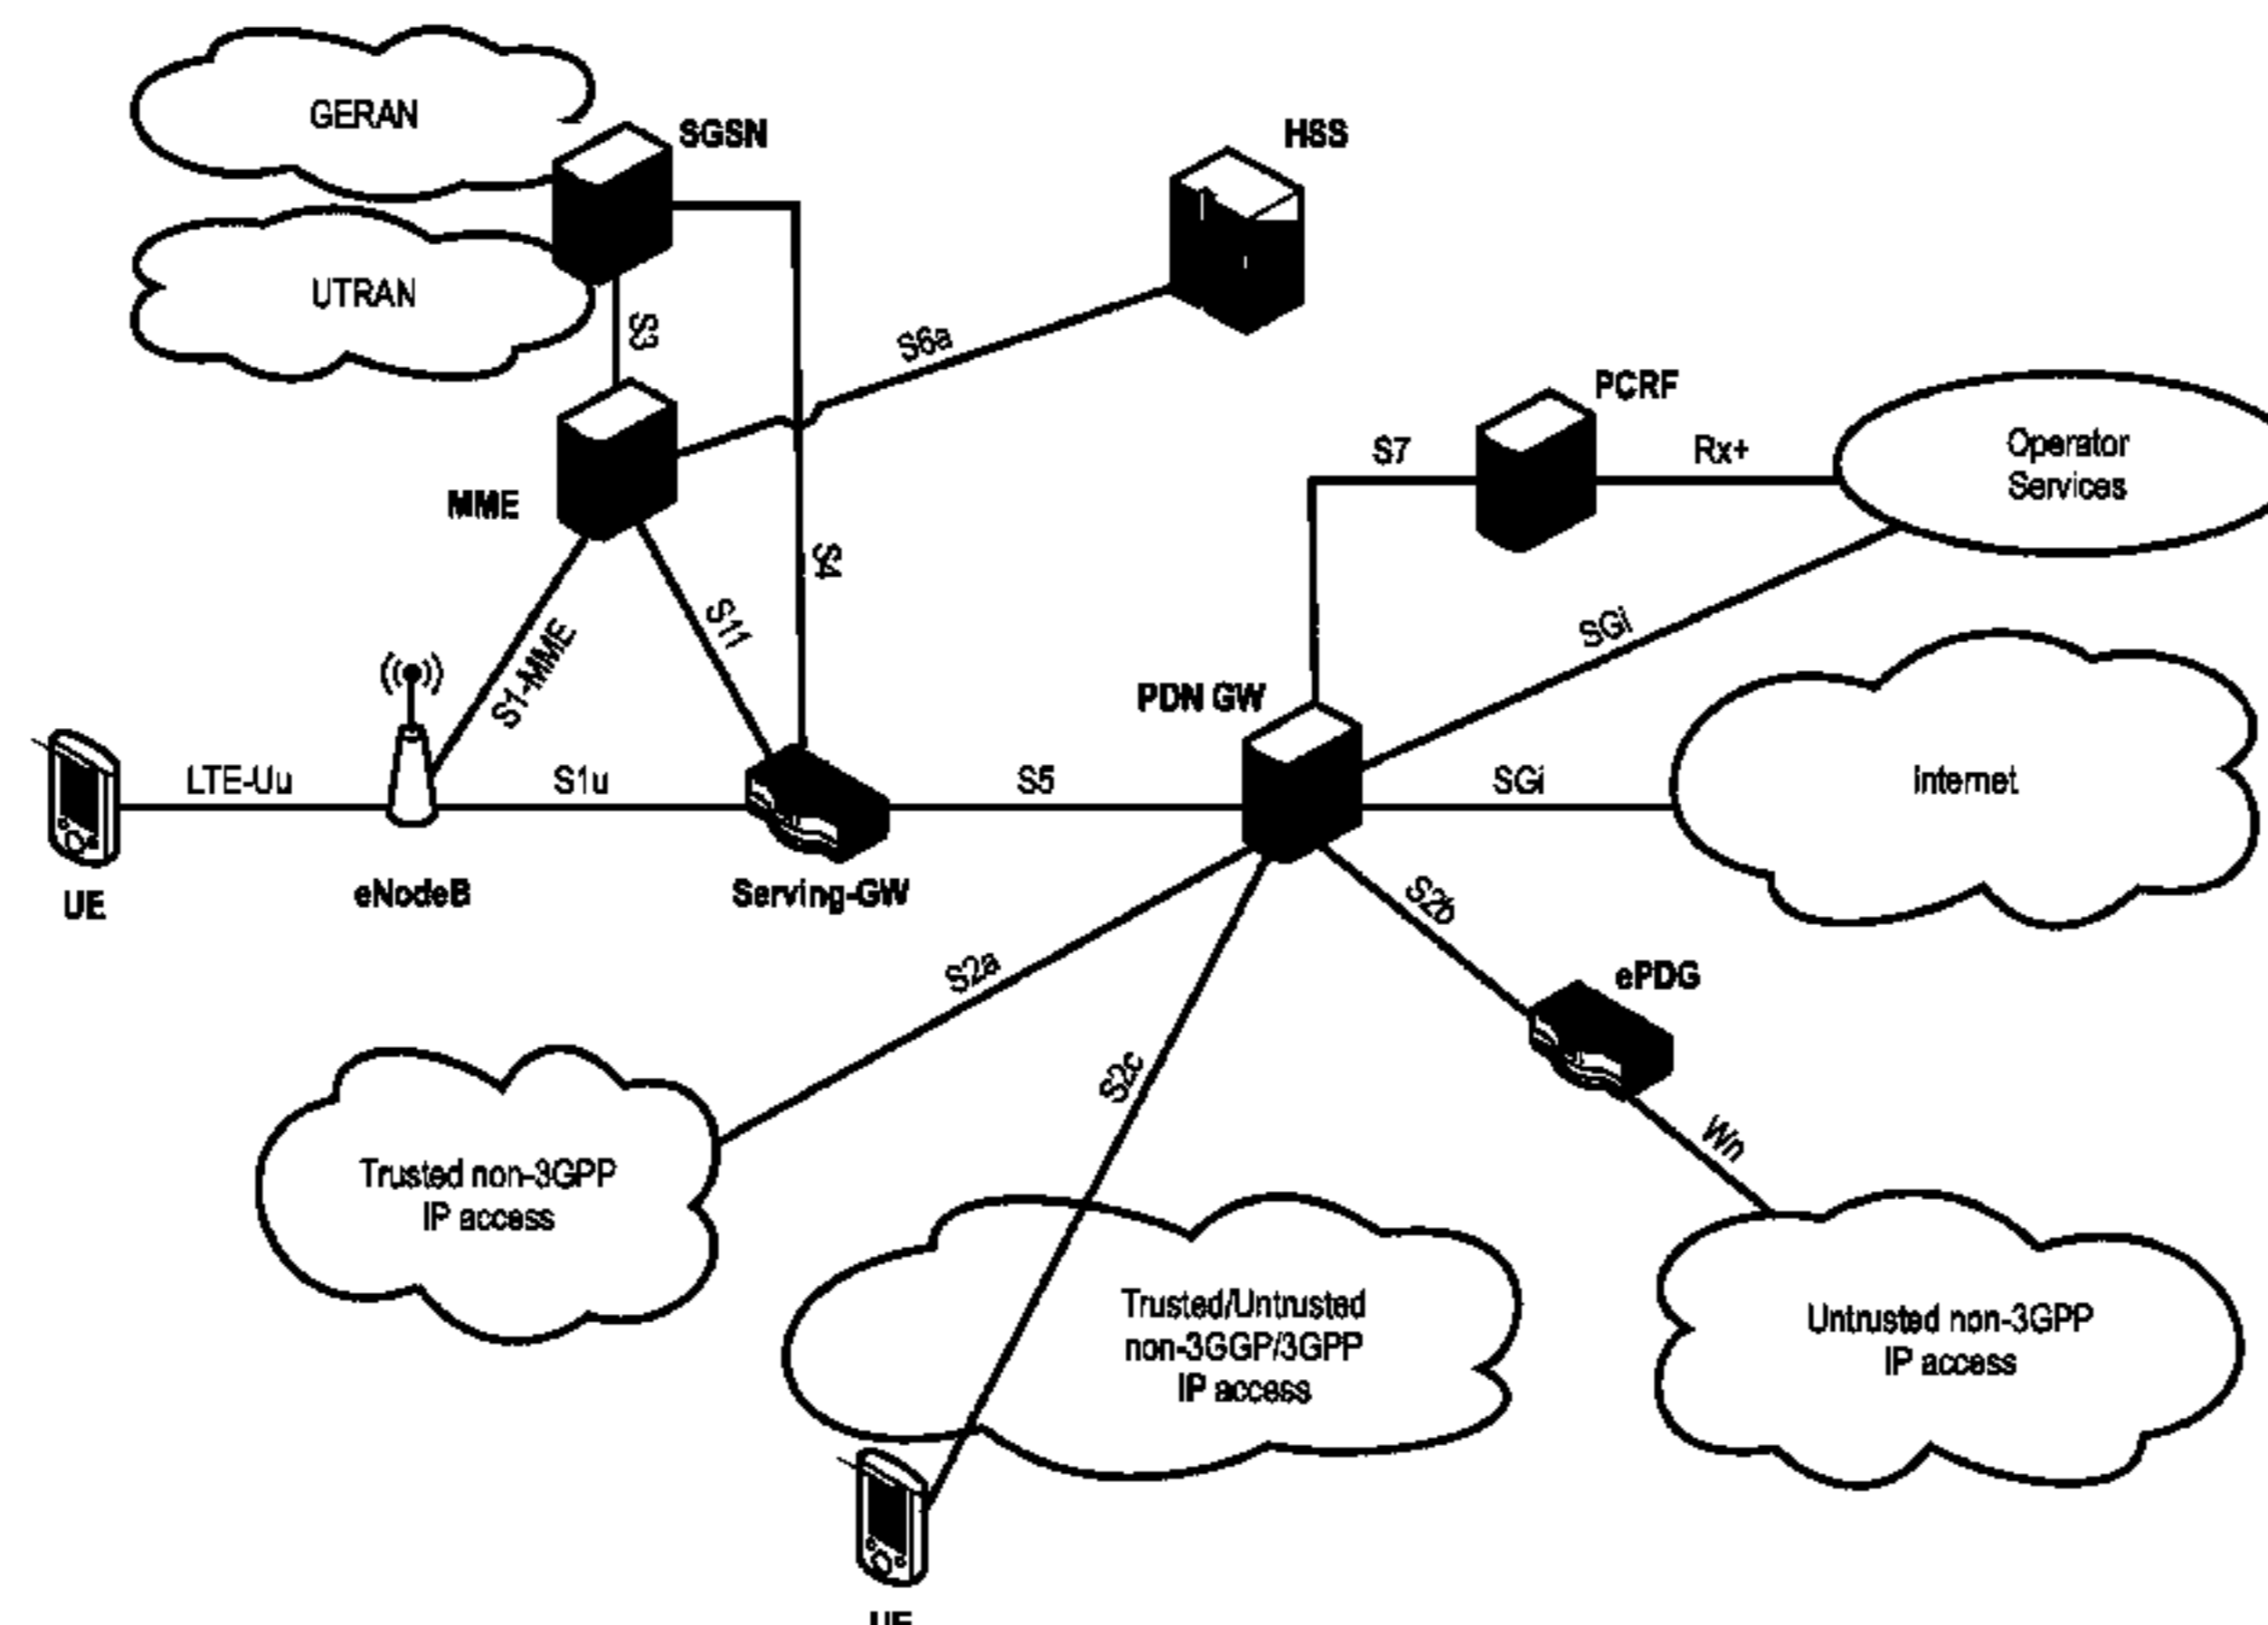 GERAN
SGSN
HSS
UTRAN
S3
S6a
PCRF
Operator
Services
S7
Rx+
MME
S4
S11
S1-MME
SGi
PDN GW
LTE-Uu
S1u
S5
SGi
internet
UE
eNodeB
Serving-GW
S2b
S2a
ePDG
S2c
Wn
Trusted non-3GPP
IP access
Trusted/Untrusted
non-3GGP/3GPP
IP access
Untrusted non-3GPP
IP access
UE